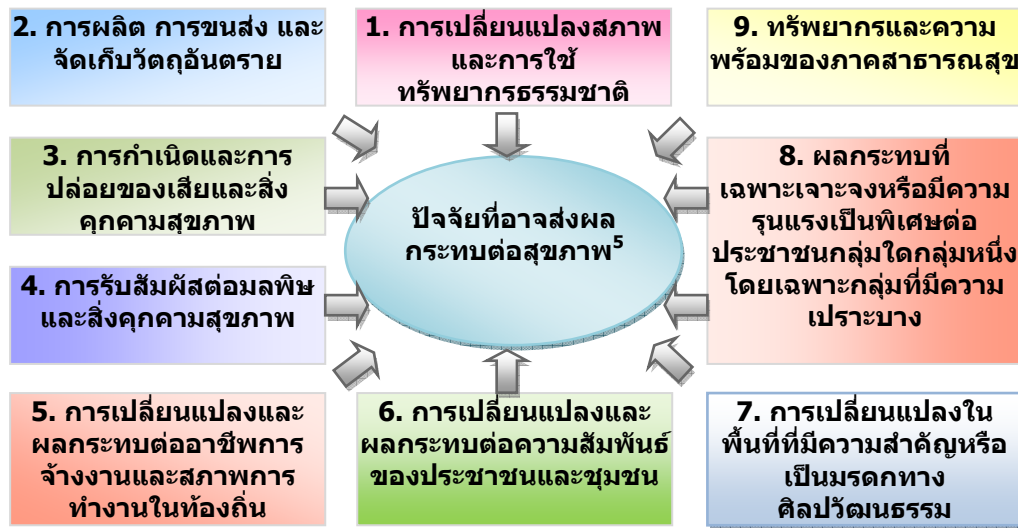 2. การผลิต การขนส่ง และ
จัดเก็บวัตถุอันตราย
1. การเปลี่ยนแปลงสภาพ
และการใช้
ทรัพยากรธรรมชาติ
9. ทรัพยากรและความ
พร้อมของภาคสาธารณสุข
3. การกำเนิดและการ
ปล่อยของเสียและสิ่ง
คุกคามสุขภาพ
ปัจจัยที่อาจส่งผล
กระทบต่อสุขภาพ5
8. ผลกระทบที่
เฉพาะเจาะจงหรือมีความ
รุนแรงเป็นพิเศษต่อ
ประชาชนกลุ่มใดกลุ่มหนึ่ง
โดยเฉพาะกลุ่มที่มีความ
เปราะบาง
4. การรับสัมผัสต่อมลพิษ
และสิ่งคุกคามสุขภาพ
5. การเปลี่ยนแปลงและ
ผลกระทบต่ออาชีพการ
จ้างงานและสภาพการ
ทำงานในท้องถิ่น
6. การเปลี่ยนแปลงและ
ผลกระทบต่อความสัมพันธ์
ของประชาชนและชุมชน
7. การเปลี่ยนแปลงใน
พื้นที่ที่มีความสำคัญหรือ
เป็นมรดกทาง
ศิลปวัฒนธรรม